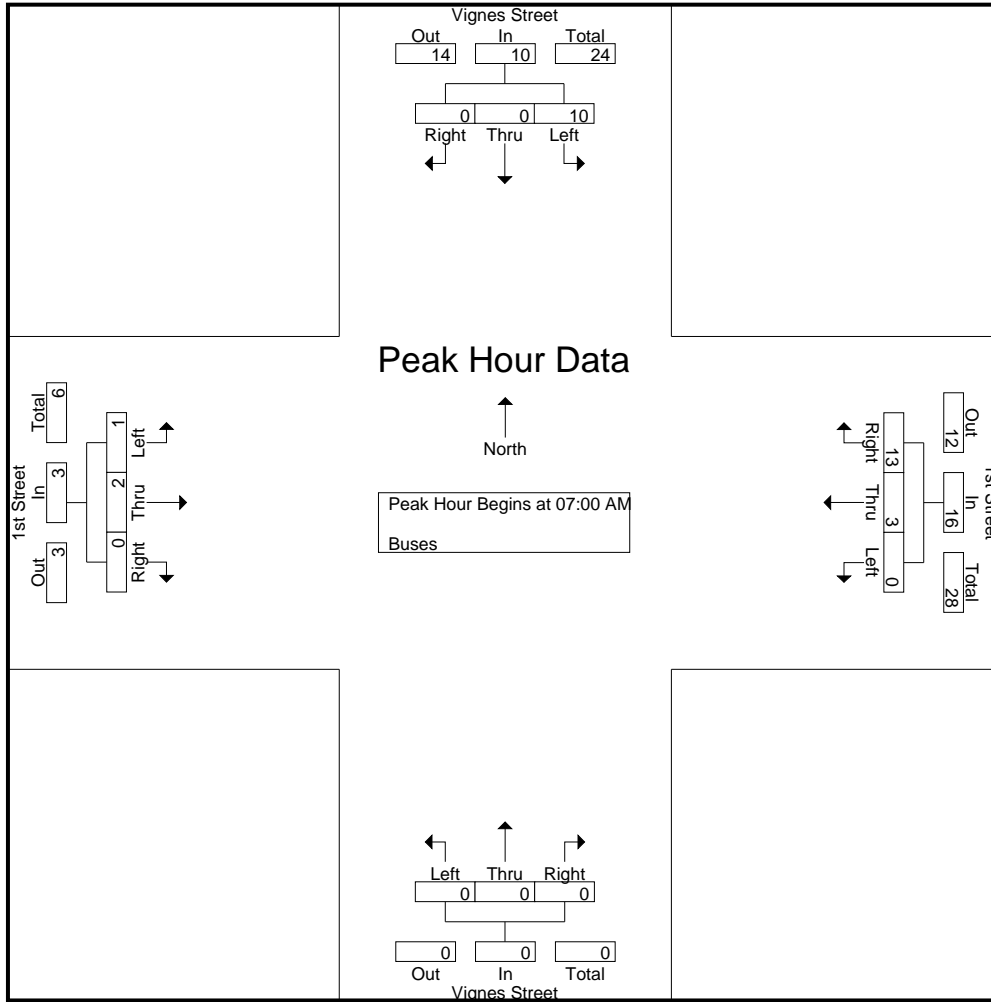 Vignes Street
Out In Total
14 10 24
0 0 10
Right Thru Left
Peak Hour Data
North
Peak Hour Begins at 07:00 AM
Buses
1st Street
Out In Total
3 3 6
Left Thru Right
1 2 0
1st Street
Out In Total
12 16 28
Right Thru Left
13 3 0
Left Thru Right
0 0 0
0 0 0
Out In Total
Vignes Street